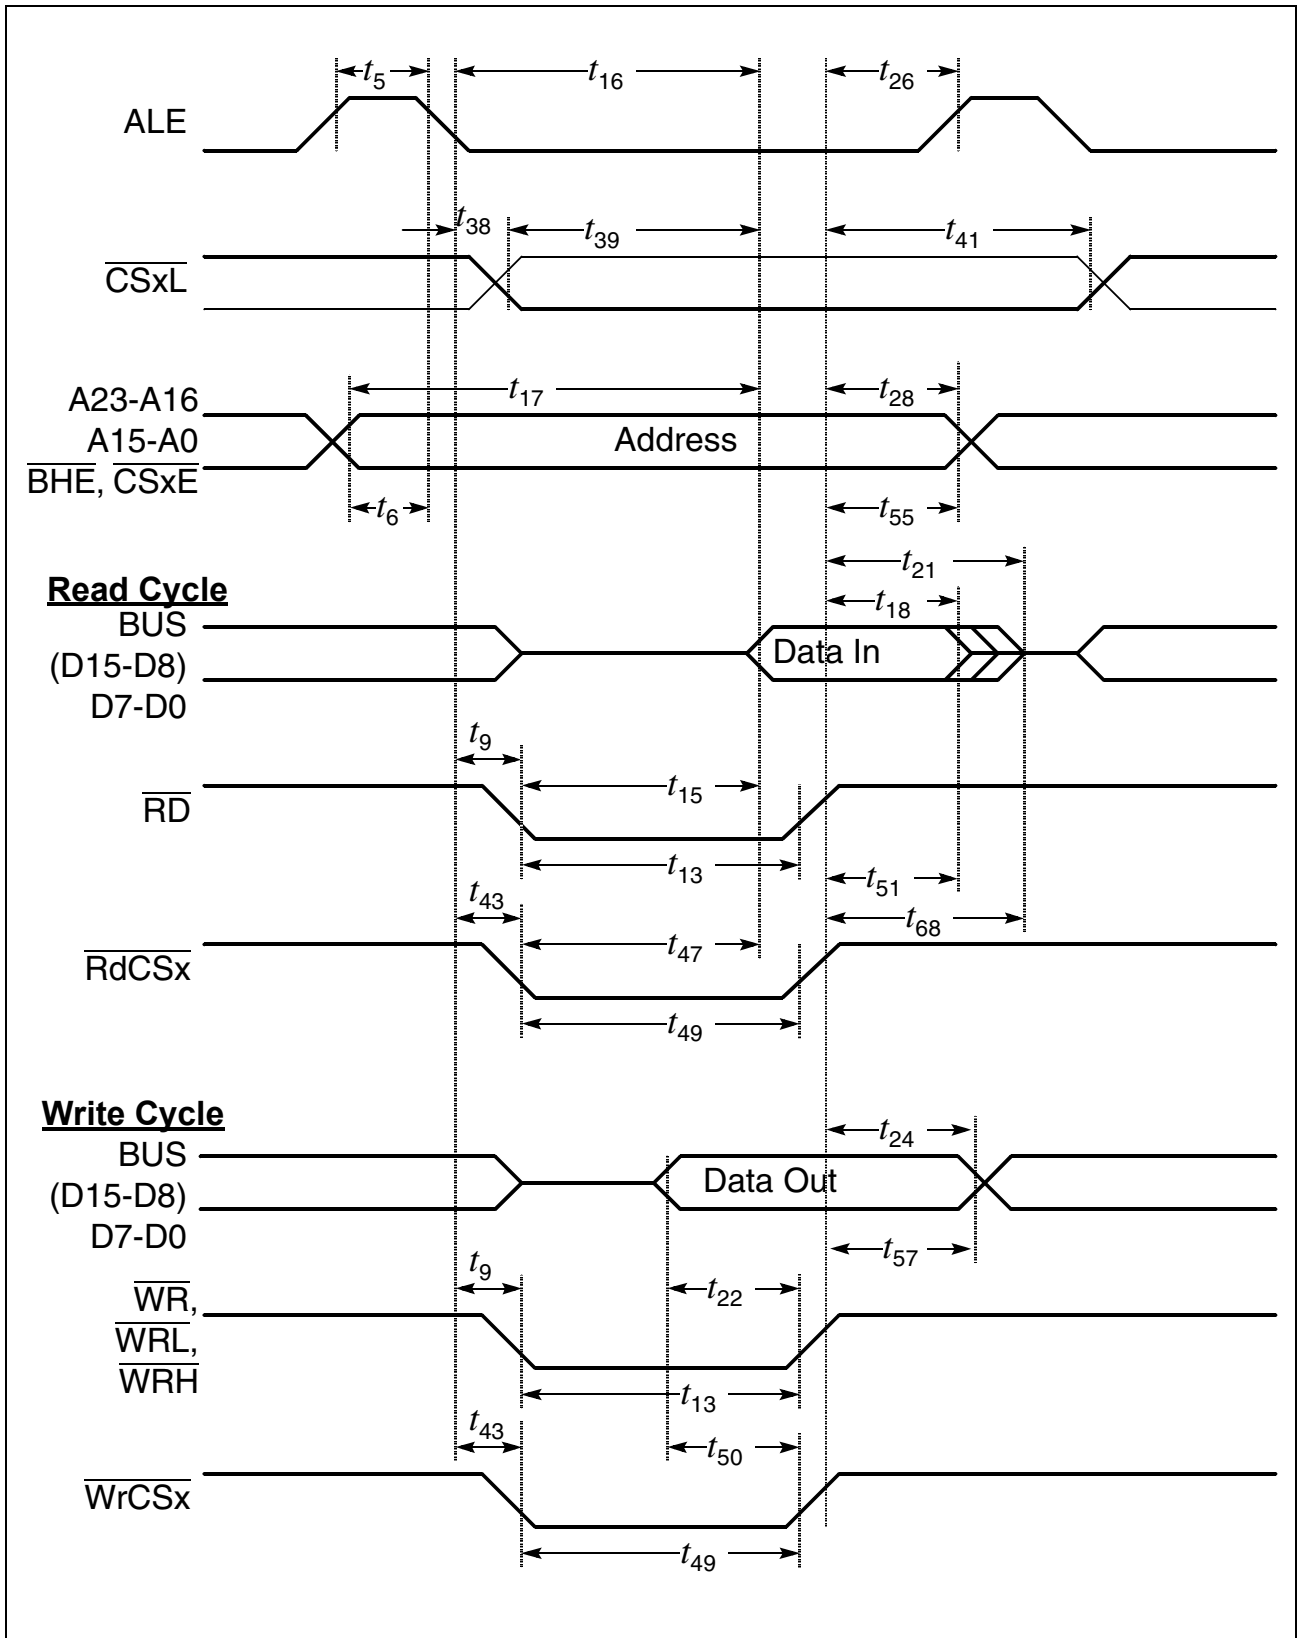 t5
t16
t26
ALE
t38
t39
t41
CSxL
t17
t28
A23-A16
A15-A0
Address
BHE, CSxE
t6
t55
t21
Read Cycle
t18
BUS
(D15-D8)
Data In
D7-D0
t9
t15
RD
t13
t51
t43
t68
t47
RdCSx
t49
Write Cycle
t24
BUS
(D15-D8)
Data Out
D7-D0
t57
t9
t22
WR,
WRL,
WRH
t13
t43
t50
WrCSx
t49